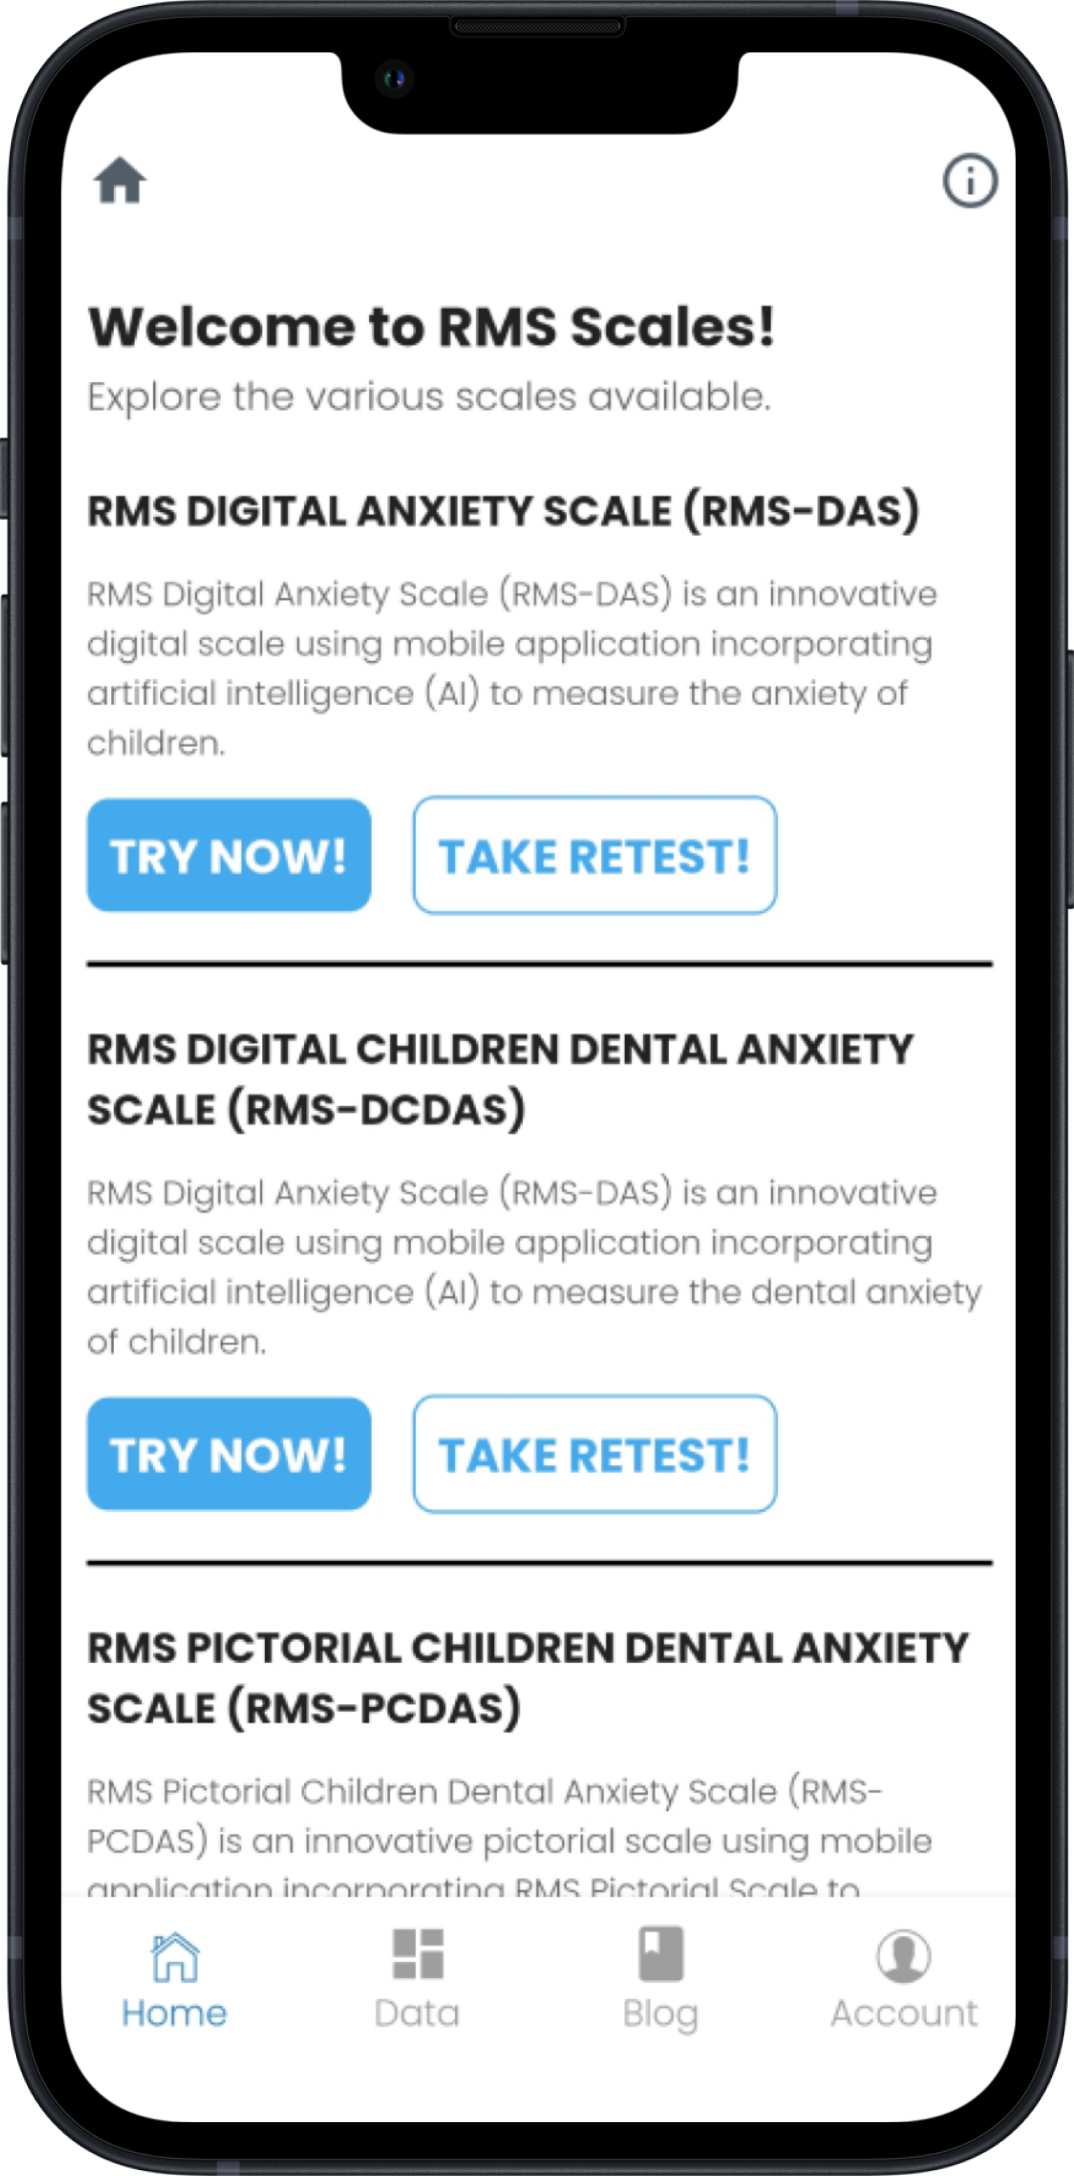 Welcome to RMS Scales!
Explore the various scales available.
RMS DIGITAL ANXIETY SCALE (RMS-DAS)
RMS Digital Anxiety Scale (RMS-DAS) is an innovative
digital scale using mobile application incorporating
artificial intelligence (AI) to measure the anxiety of
children.
TRY NOW! TAKE RETEST!
RMS DIGITAL CHILDREN DENTAL ANXIETY
SCALE (RMS-DCDAS)
RMS Digital Anxiety Scale (RMS-DAS) is an innovative
digital scale using mobile application incorporating
artificial intelligence (AI) to measure the dental anxiety
of children.
TRY NOW! TAKE RETEST!
RMS PICTORIAL CHILDREN DENTAL ANXIETY
SCALE (RMS-PCDAS)
RMS Pictorial Children Dental Anxiety Scale (RMS-
PCDAS) is an innovative pictorial scale using mobile
application incorporating RMS Pictorial Scale to
Home Data Blog Account